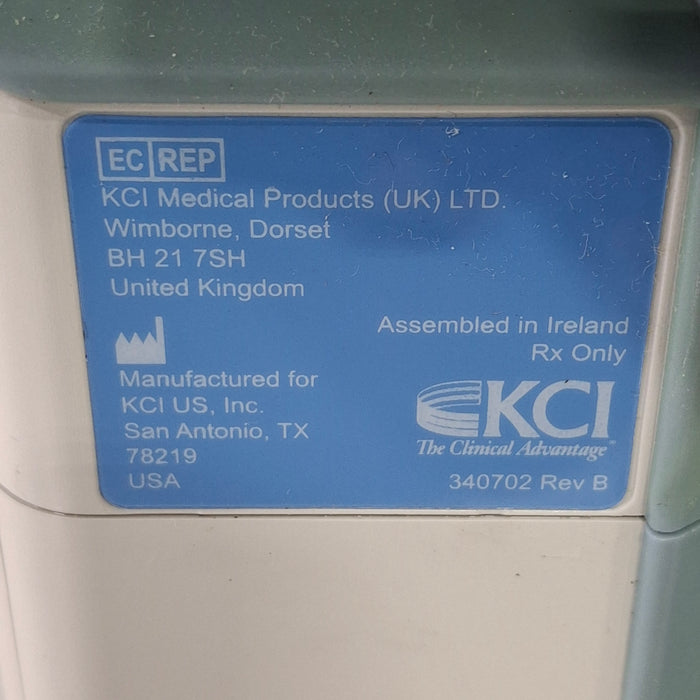 EC REP
KCI Medical Products (UK) LTD.
Wimborne, Dorset
BH 21 7SH
United Kingdom
Assembled in Ireland
Rx Only
Manufactured for
KCI US, Inc.
San Antonio, TX
78219
USA
KCI
The Clinical Advantage®
340702 Rev B